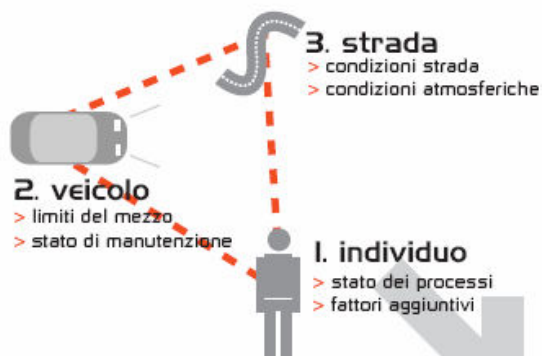 3. strada
> condizioni strada
> condizioni atmosferiche
2. veicolo
> limiti del mezzo
> stato di manutenzione
1. individuo
> stato dei processi
> fattori aggiuntivi